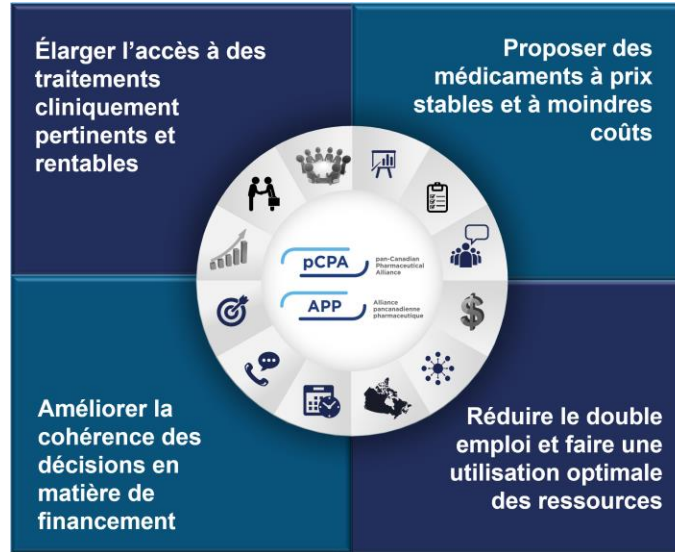 Élarger l'accès à des
traitements
cliniquement
pertinents et
rentables
Proposer des
médicaments à prix
stables et à moindres
coûts
pCPA
pan-Canadian
Pharmaceutical
Alliance
APP
Alliance
pancanadienne
pharmaceutique
$
Améliorer la
cohérence des
décisions en
matière de
financement
Réduire le double
emploi et faire une
utilisation optimale
des ressources